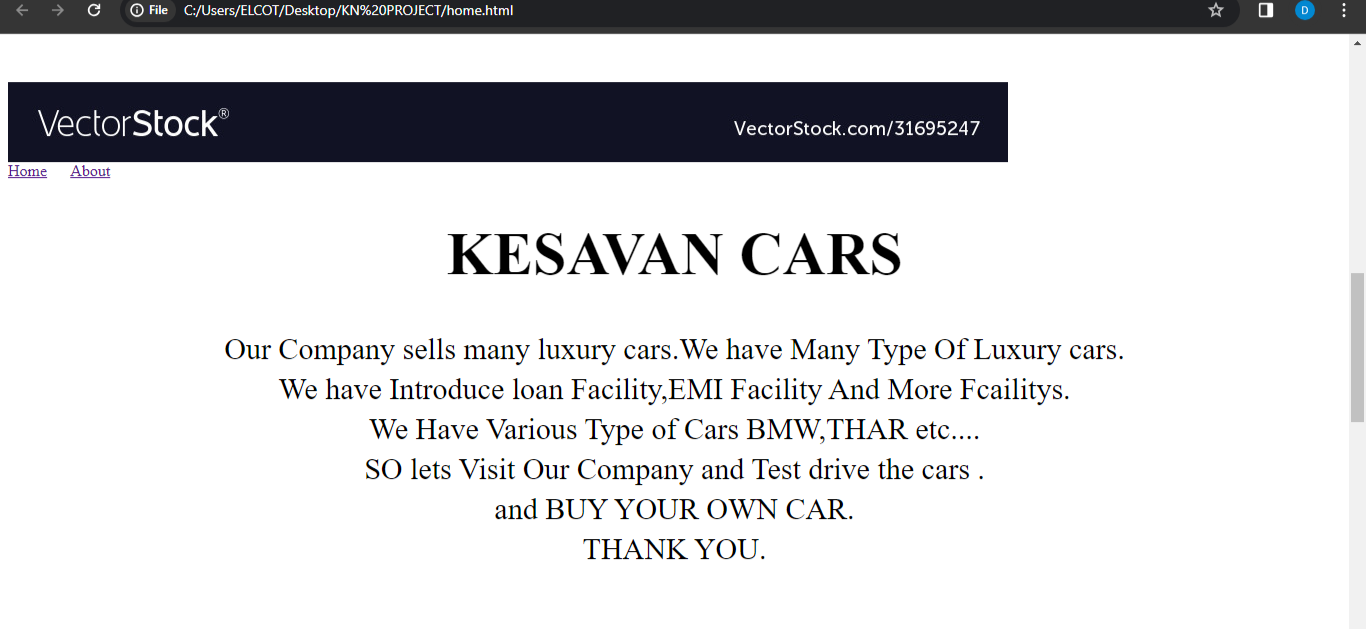 File C:/Users/ELCOT/Desktop/KN%20PROJECT/home.html
D
VectorStock®
VectorStock.com/31695247
Home About
KESAVAN CARS
Our Company sells many luxury cars.We have Many Type Of Luxury cars.
We have Introduce loan Facility,EMI Facility And More Fcailitys.
We Have Various Type of Cars BMW,THAR etc....
SO lets Visit Our Company and Test drive the cars .
and BUY YOUR OWN CAR.
THANK YOU.